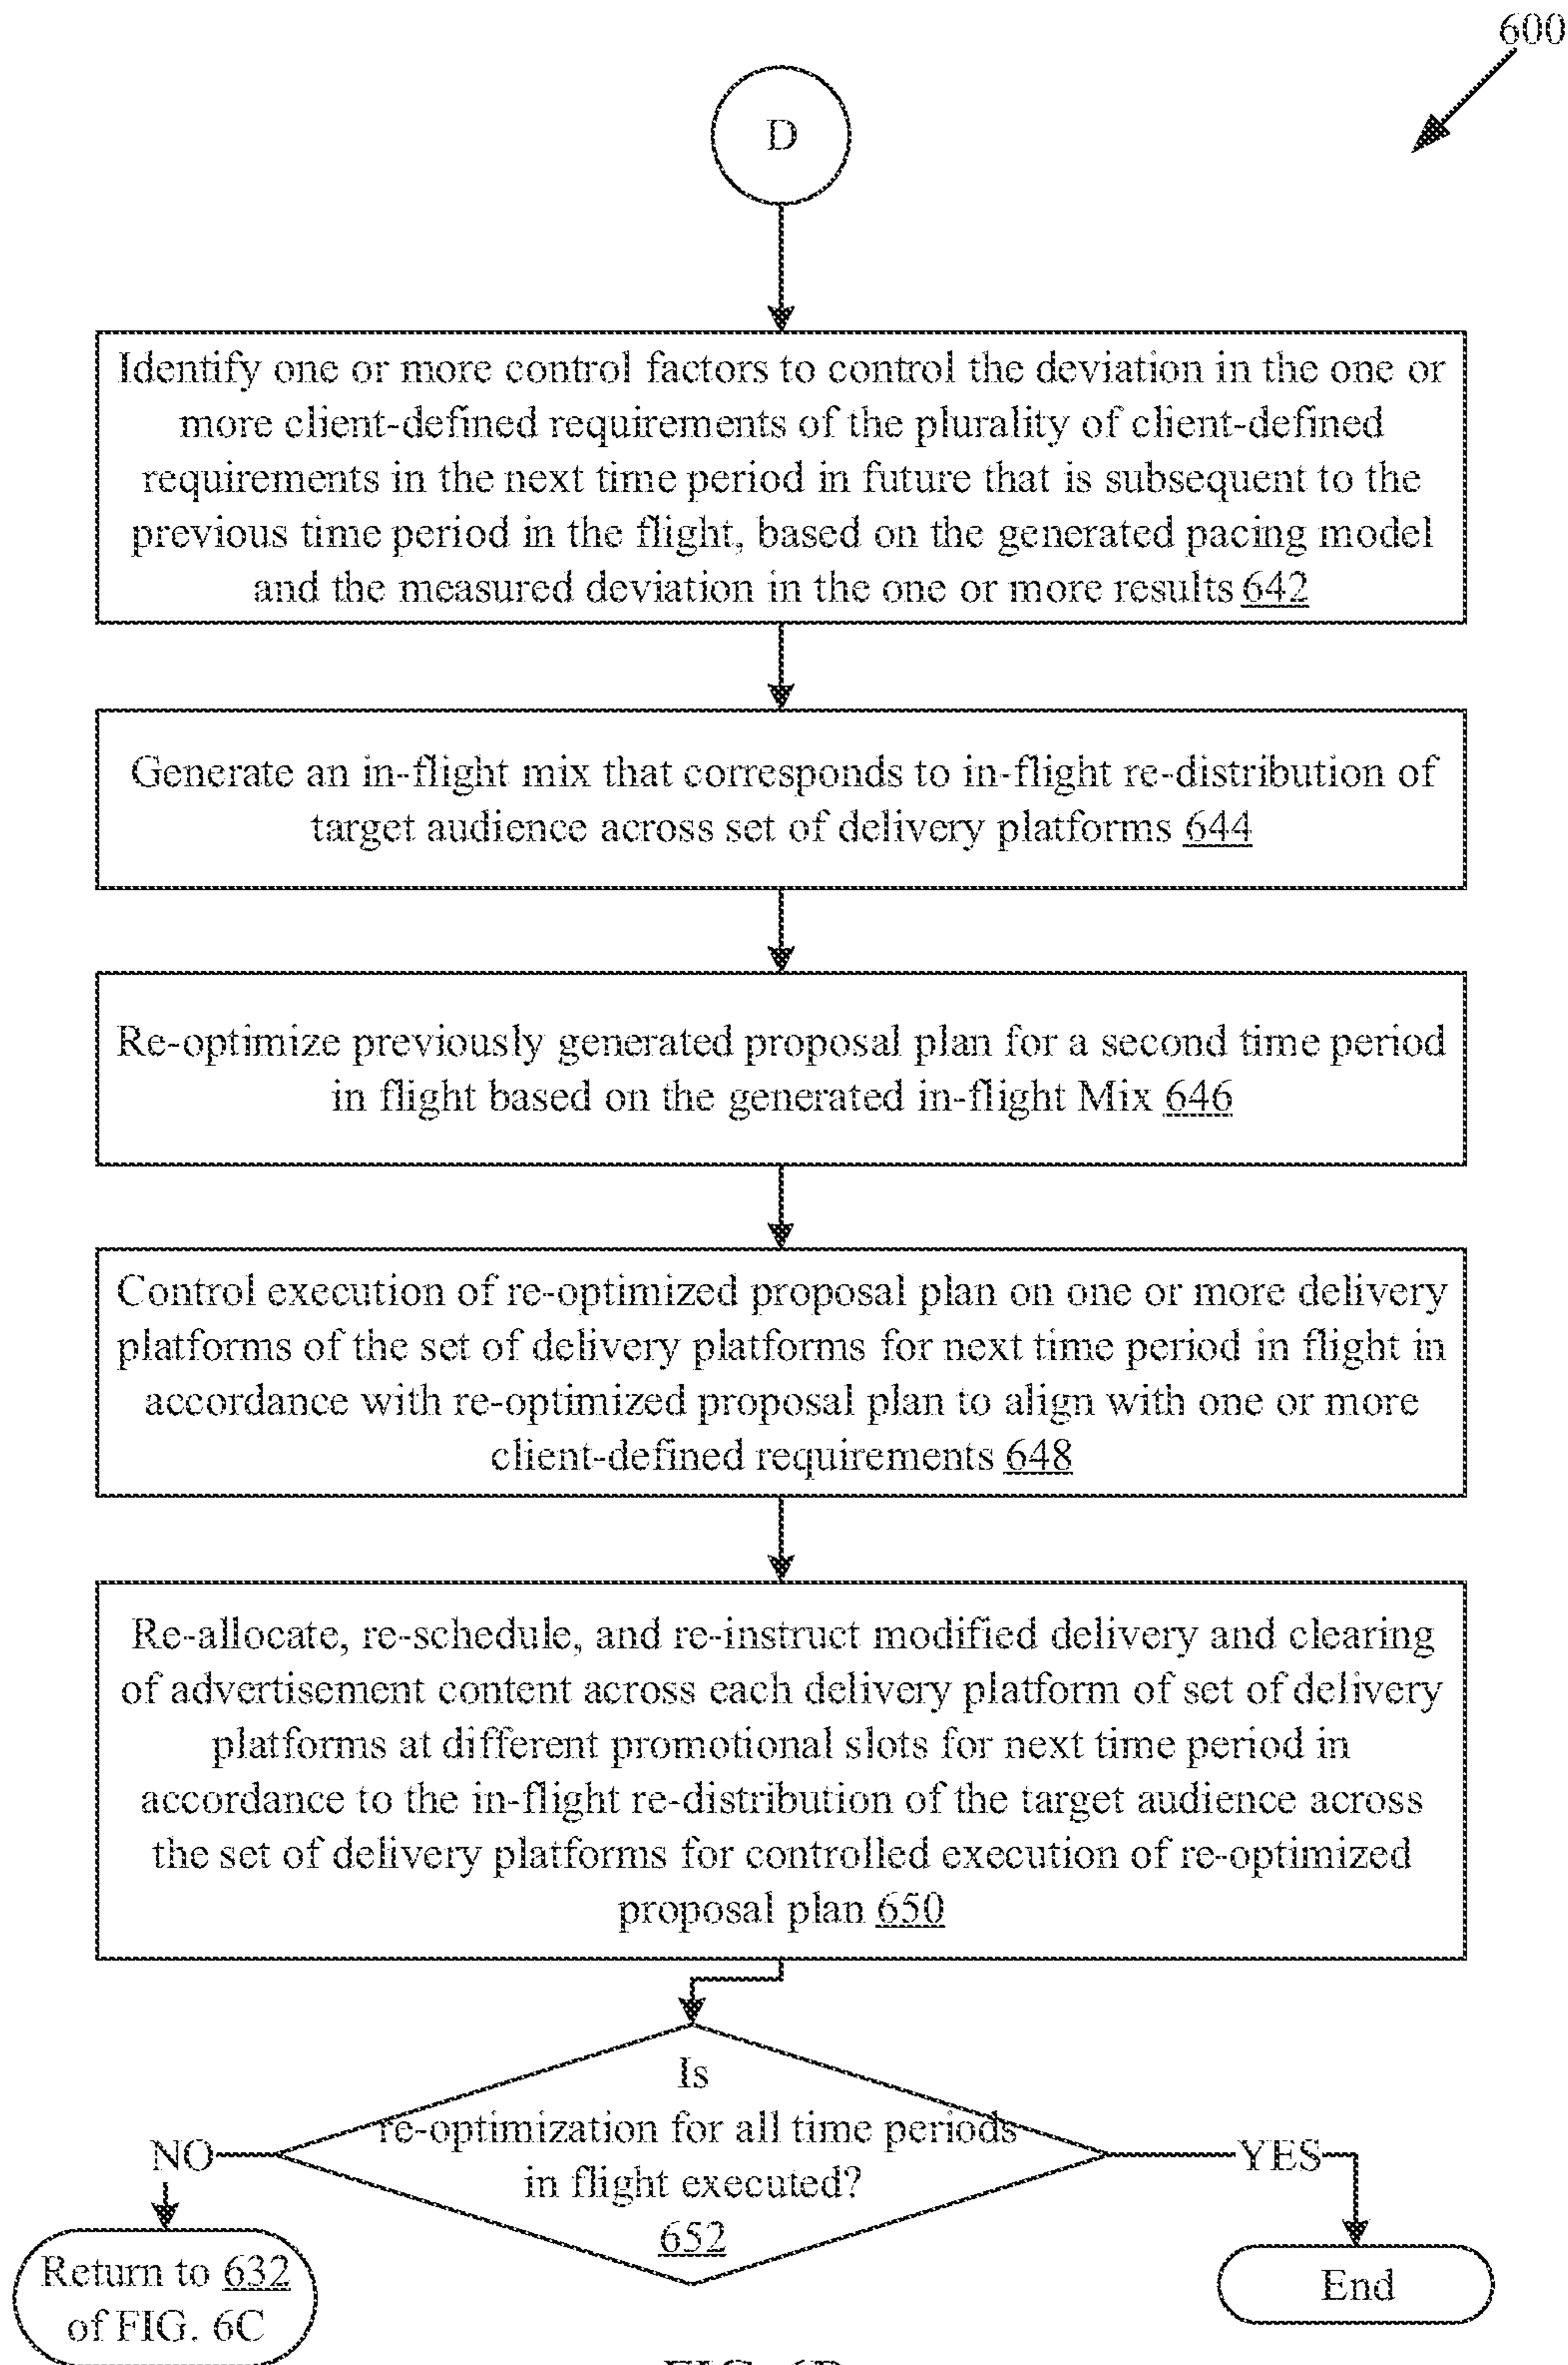 600
D
Identify one or more control factors to control the deviation in the one or
more client-defined requirements of the plurality of client-defined
requirements in the next time period in future that is subsequent to the
previous time period in the flight, based on the generated pacing model
and the measured deviation in the one or more results 642
Generate an in-flight mix that corresponds to in-flight re-distribution of
target audience across set of delivery platforms 644
Re-optimize previously generated proposal plan for a second time period
in flight based on the generated in-flight Mix 646
Control execution of re-optimized proposal plan on one or more delivery
platforms of the set of delivery platforms for next time period in flight in
accordance with re-optimized proposal plan to align with one or more
client-defined requirements 648
Re-allocate, re-schedule, and re-instruct modified delivery and clearing
of advertisement content across each delivery platform of set of delivery
platforms at different promotional slots for next time period in
accordance to the in-flight re-distribution of the target audience across
the set of delivery platforms for controlled execution of re-optimized
proposal plan 650
Is
re-optimization for all time periods
in flight executed?
652
NO
YES
Return to 632
of FIG. 6C
End